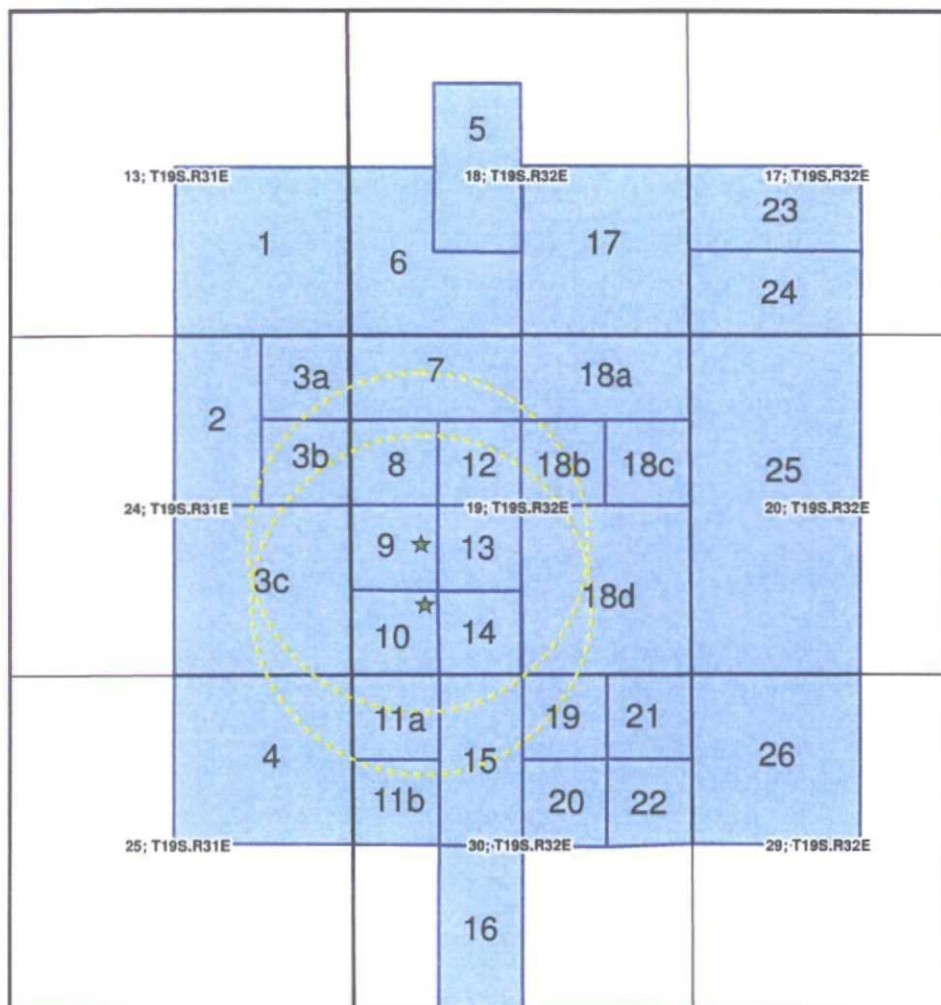 5
13; T19S.R31E
18; T19S.R32E
17; T19S.R32E
23
1
6
17
24
7
3a
18a
2
3b
8
12
18b
18c
25
24; T19S.R31E
19; T19S.R32E
20; T19S.R32E
9
13
3c
18d
10
14
11a
19
21
4
15
26
11b
20
22
25; T19S.R31E
30; T19S.R32E
29; T19S.R32E
16